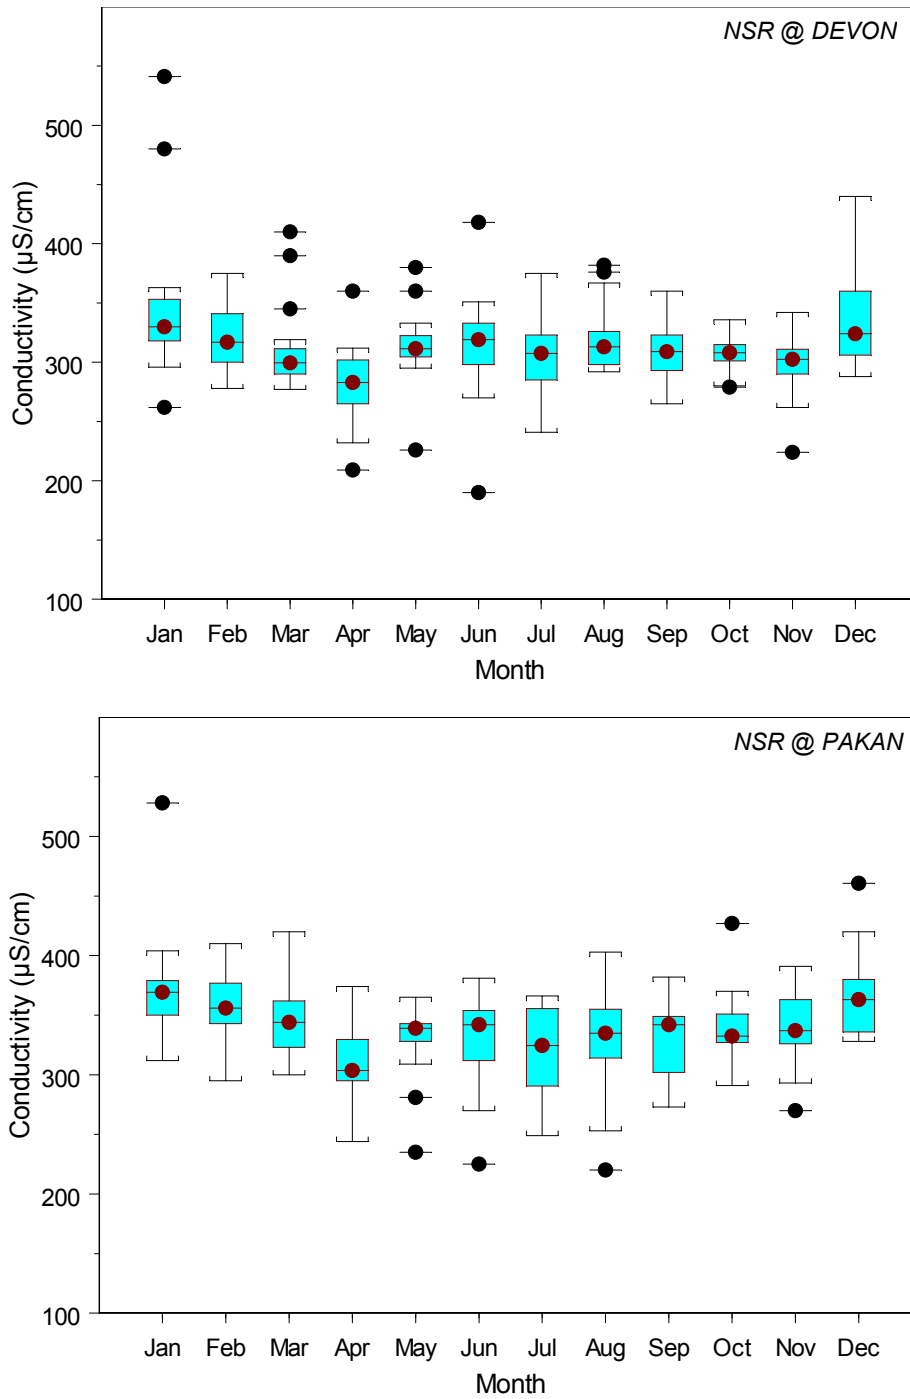 NSR @ DEVON
500
400
300
200
100
Conductivity (µS/cm)
Jan Feb Mar Apr May Jun Jul Aug Sep Oct Nov Dec
Month
NSR @ PAKAN
500
400
300
200
100
Conductivity (µS/cm)
Jan Feb Mar Apr May Jun Jul Aug Sep Oct Nov Dec
Month